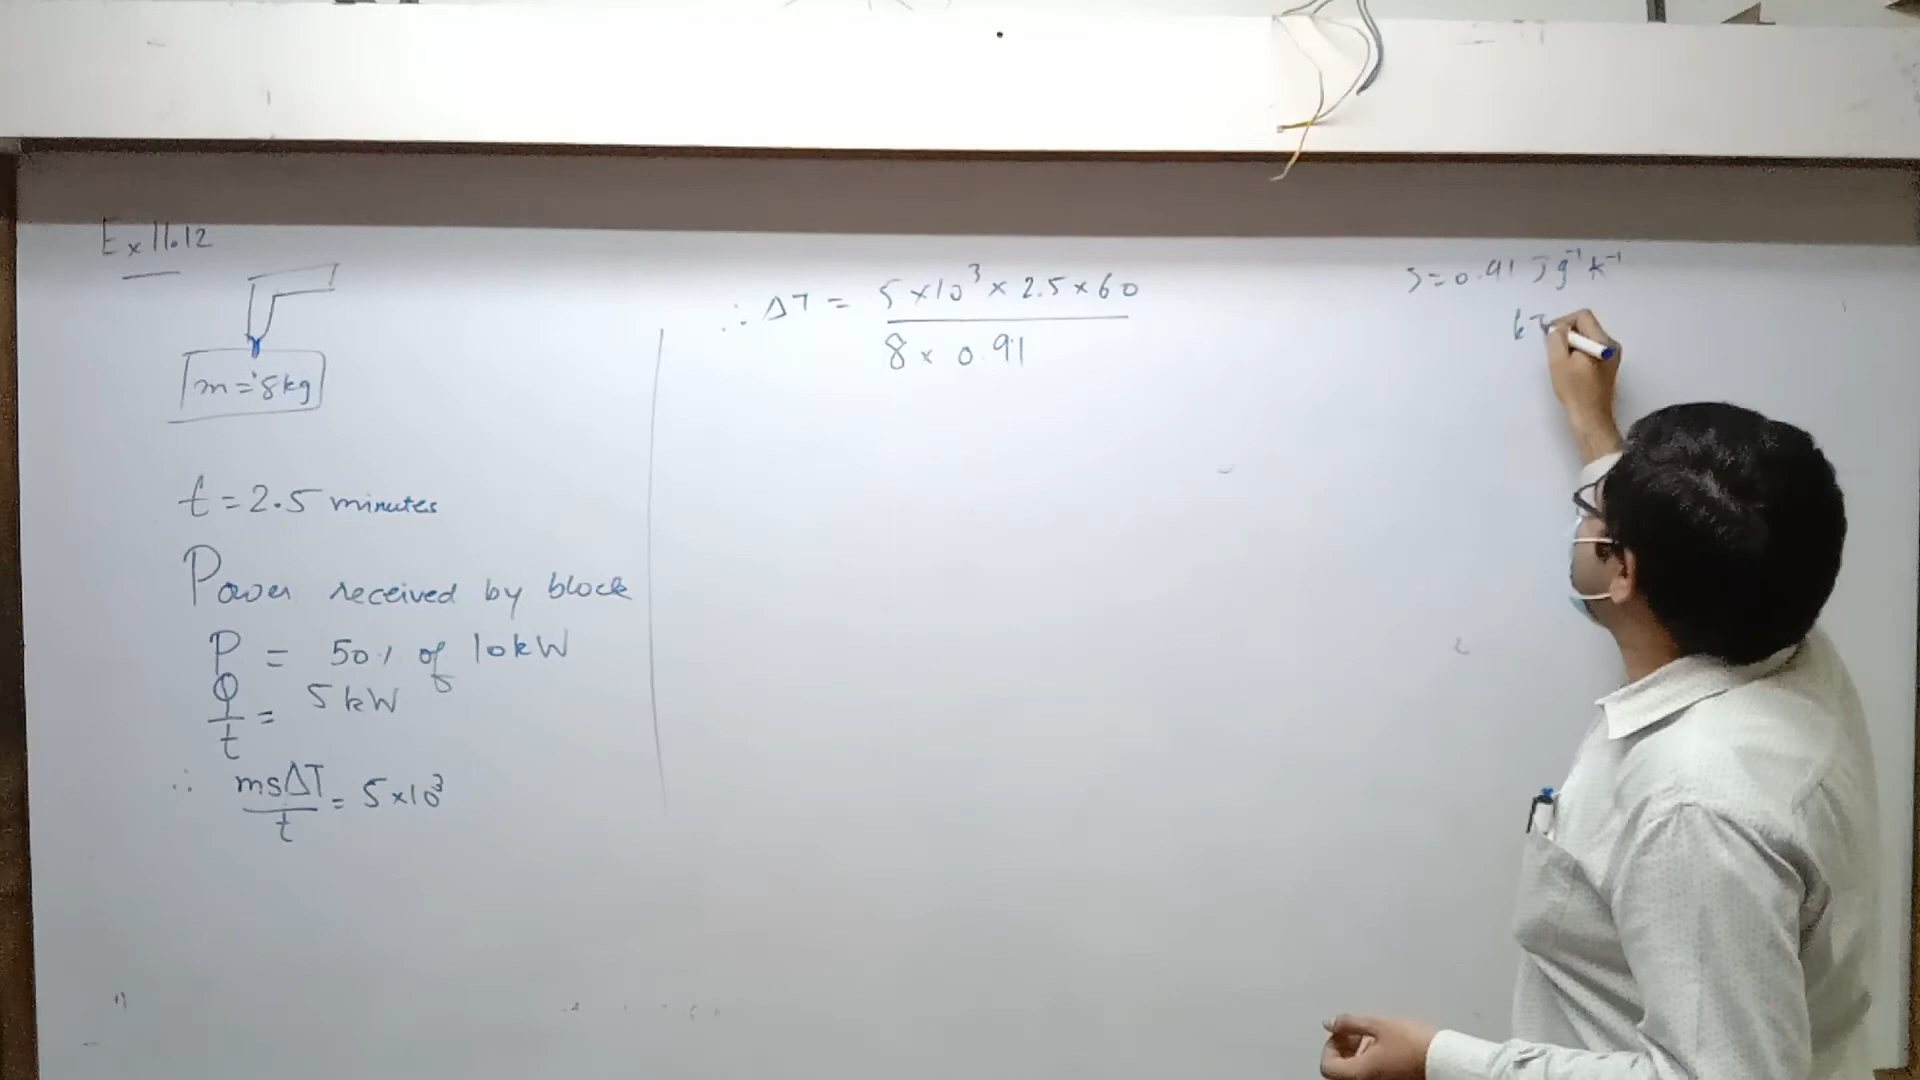 Ex 11.12
m = 8kg
t = 2.5 minutes
Power received by block
P = 50% of 10kW
Q/t = 5 kW
∴ msΔT/t = 5×10³
∴ ΔT = 5×10³ × 2.5×60 / 8 × 0.91
s = 0.91 J g⁻¹ k⁻¹
kJ